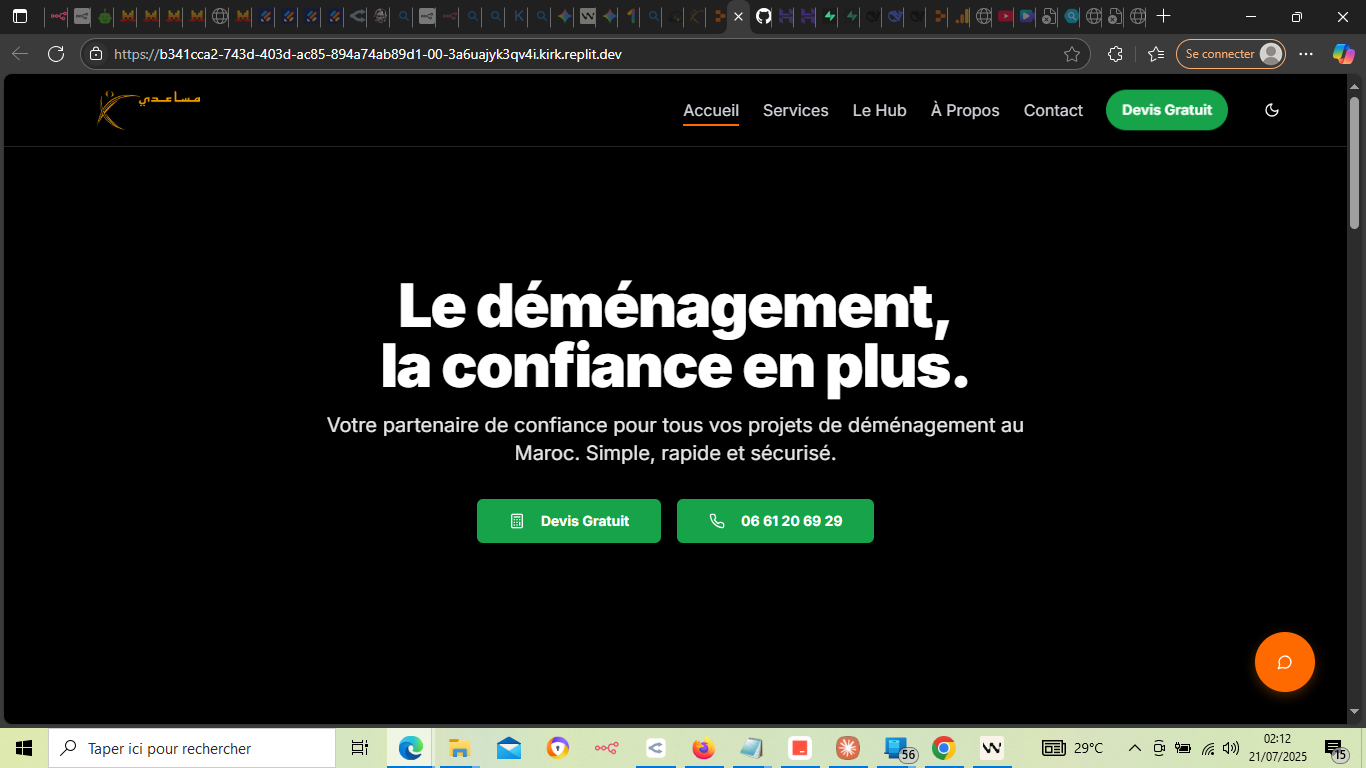 https://b341cca2-743d-403d-ac85-894a74ab89d1-00-3a6uajyk3qv4i.kirk.replit.dev
Se connecter
مساعدي
Accueil
Services
Le Hub
À Propos
Contact
Devis Gratuit
Le déménagement,
la confiance en plus.
Votre partenaire de confiance pour tous vos projets de déménagement au
Maroc. Simple, rapide et sécurisé.
Devis Gratuit
06 61 20 69 29
Taper ici pour rechercher
56
29°C
02:12
21/07/2025
15